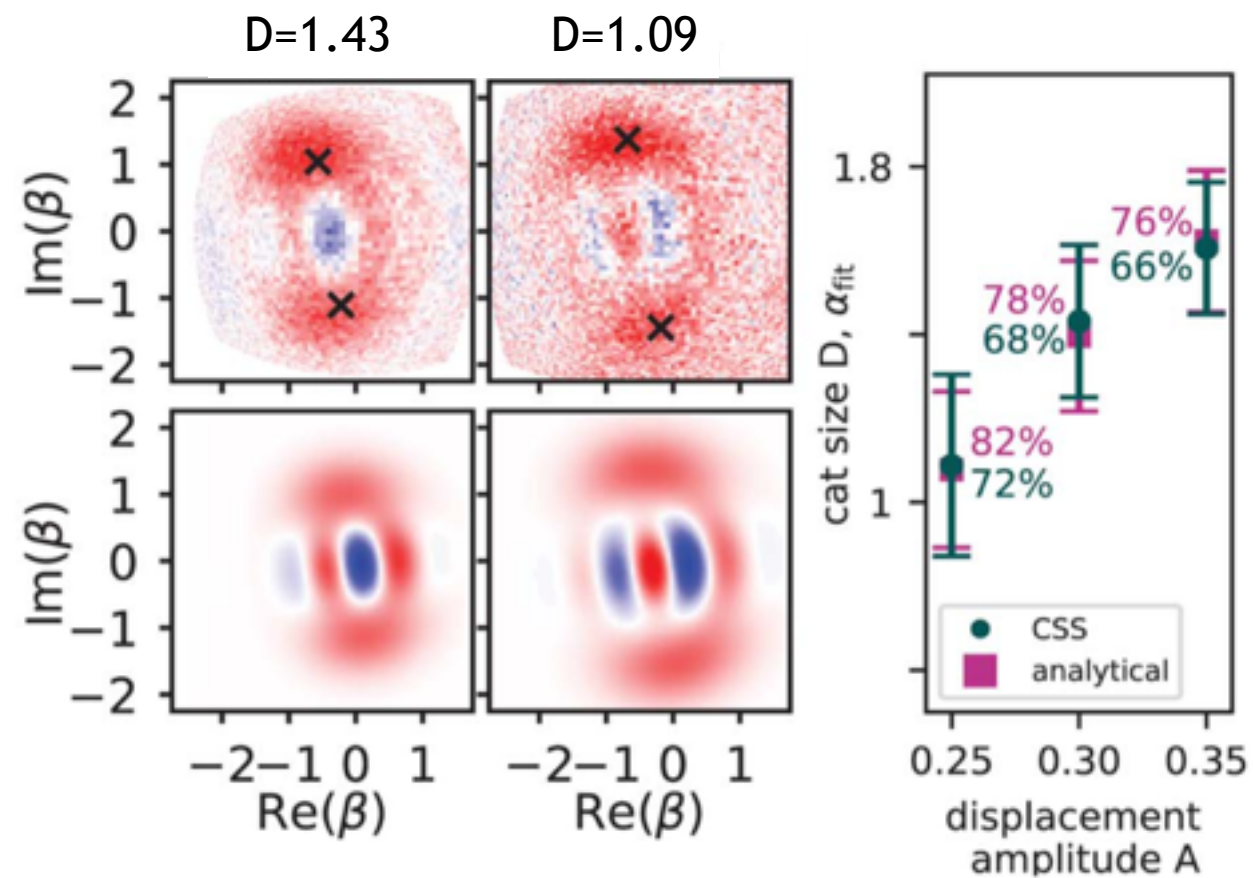 D=1.43 D=1.09
2
1
0
−1
−2
Im(β)
2
1
0
−1
−2
Im(β)
−2 −1 0 1
Re(β)
−2 −1 0 1
Re(β)
1.8
1
cat size D, αfit
76%
66%
78%
68%
82%
72%
CSS
analytical
0.25 0.30 0.35
displacement
amplitude A